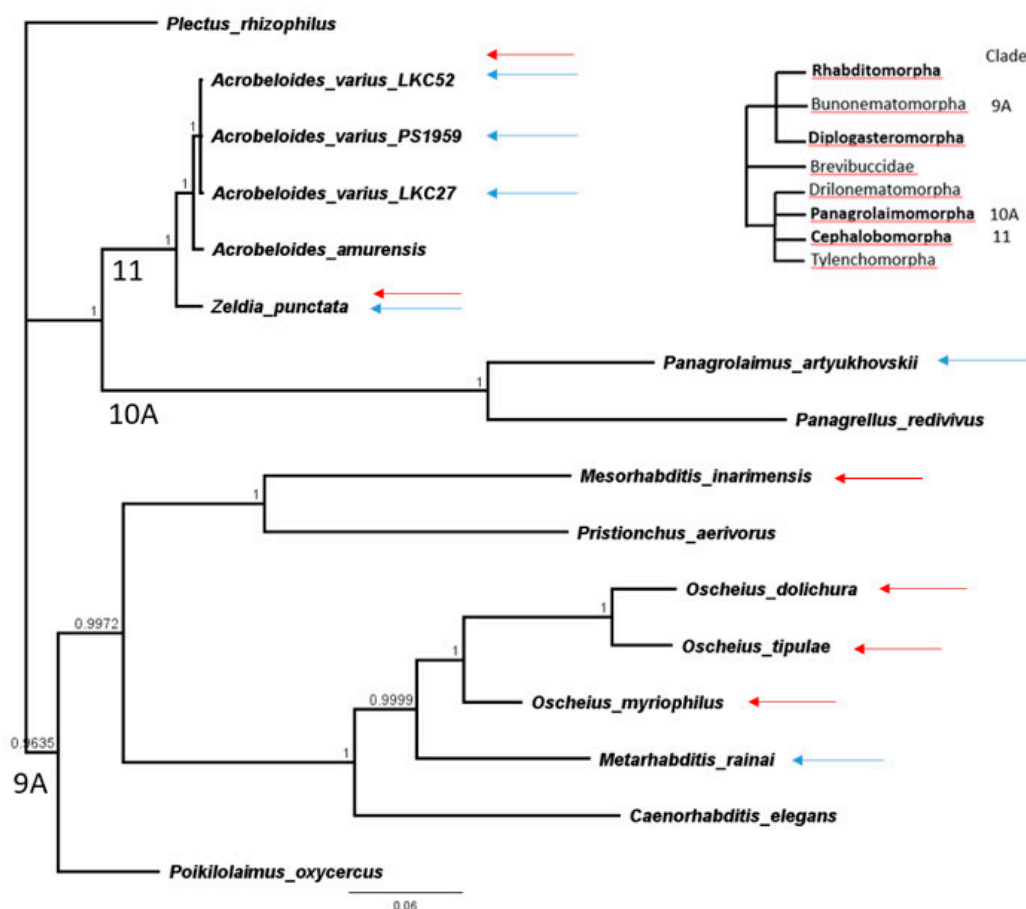 Plectus_rhizophilus
Clade
Acrobeloides_varius_LKC52
Rhabditomorpha
Bunonematomorpha 9A
1
Acrobeloides_varius_PS1959
Diplogasteromorpha
Brevibuccidae
1
Acrobeloides_varius_LKC27
Drilonematomorpha
Panagrolaimomorpha 10A
1
Acrobeloides_amurensis
Cephalobomorpha 11
11
Tylenchomorpha
Zeldia_punctata
1
Panagrolaimus_artyukhovskii
1
10A
Panagrellus_redivivus
Mesorhabditis_inarimensis
1
Pristionchus_aerivorus
Oscheius_dolichura
1
0.9972
Oscheius_tipulae
1
Oscheius_myriophilus
0.9999
0.9635
Metarhabditis_rainai
1
9A
Caenorhabditis_elegans
Poikilolaimus_oxycercus
0.06